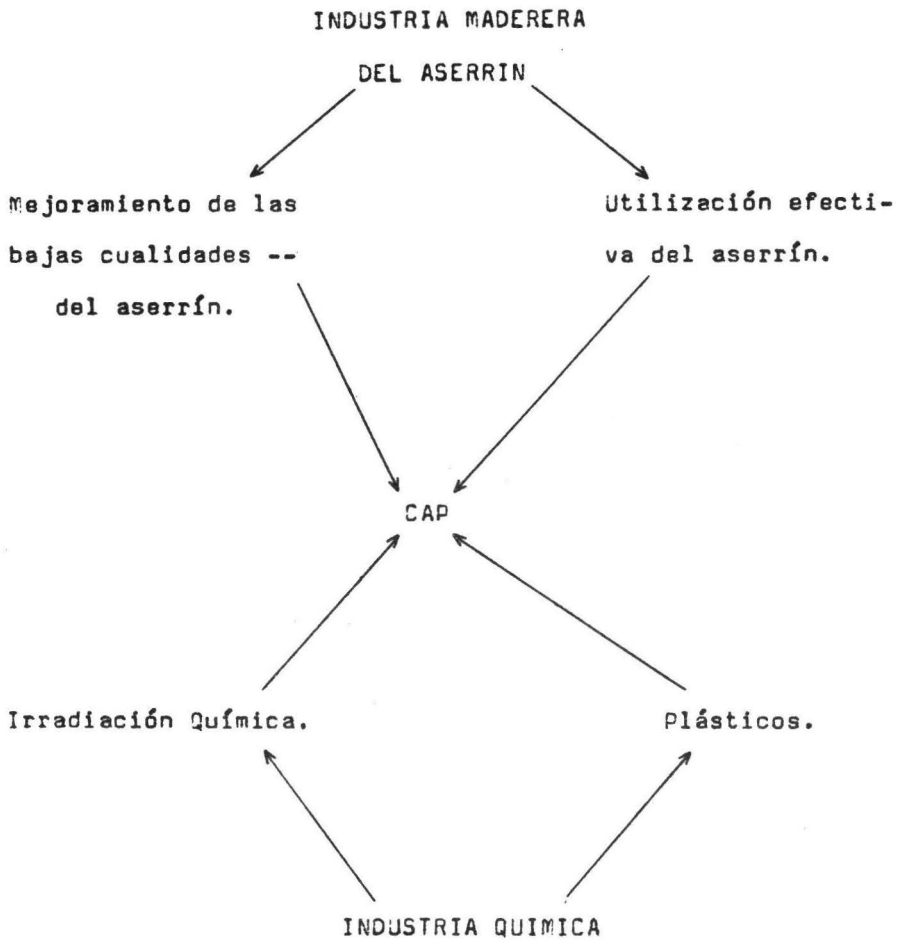 INDUSTRIA MADERERA
DEL ASERRIN
Mejoramiento de las
bajas cualidades --
del aserrín.
Utilización efecti-
va del aserrín.
CAP
Irradiación Química.
Plásticos.
INDUSTRIA QUIMICA